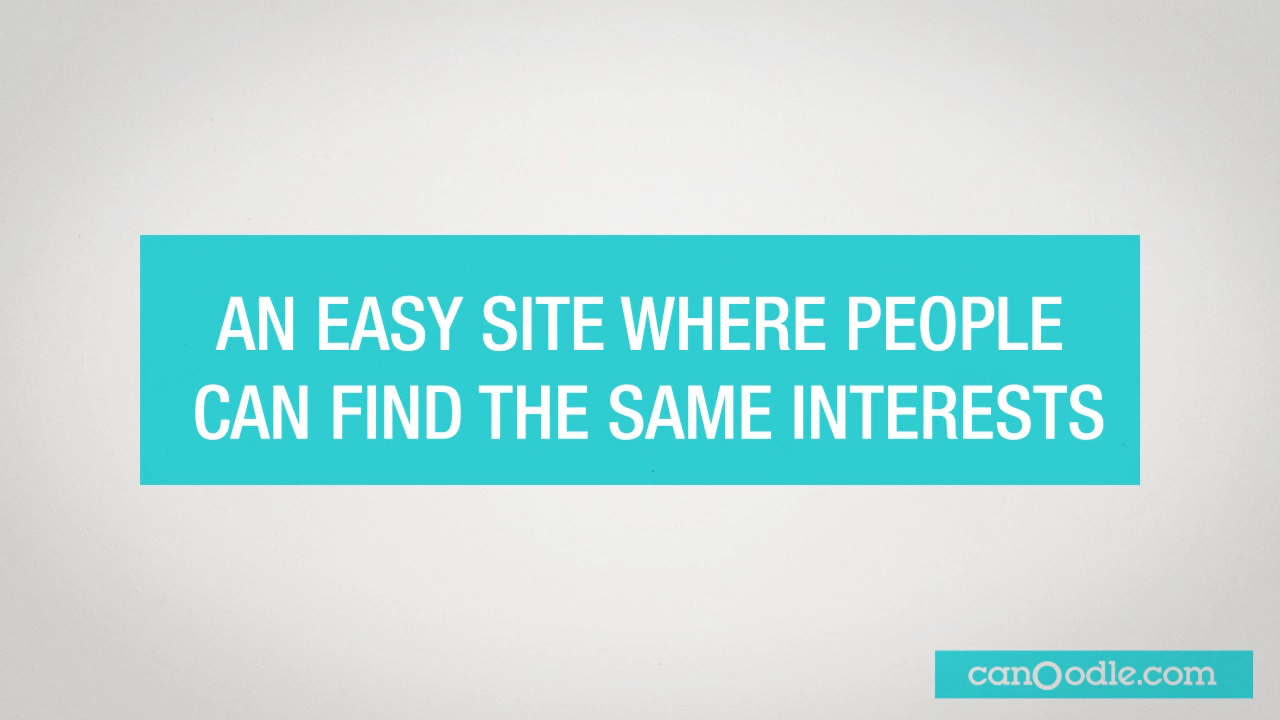 AN EASY SITE WHERE PEOPLE
CAN FIND THE SAME INTERESTS
canOodle.com